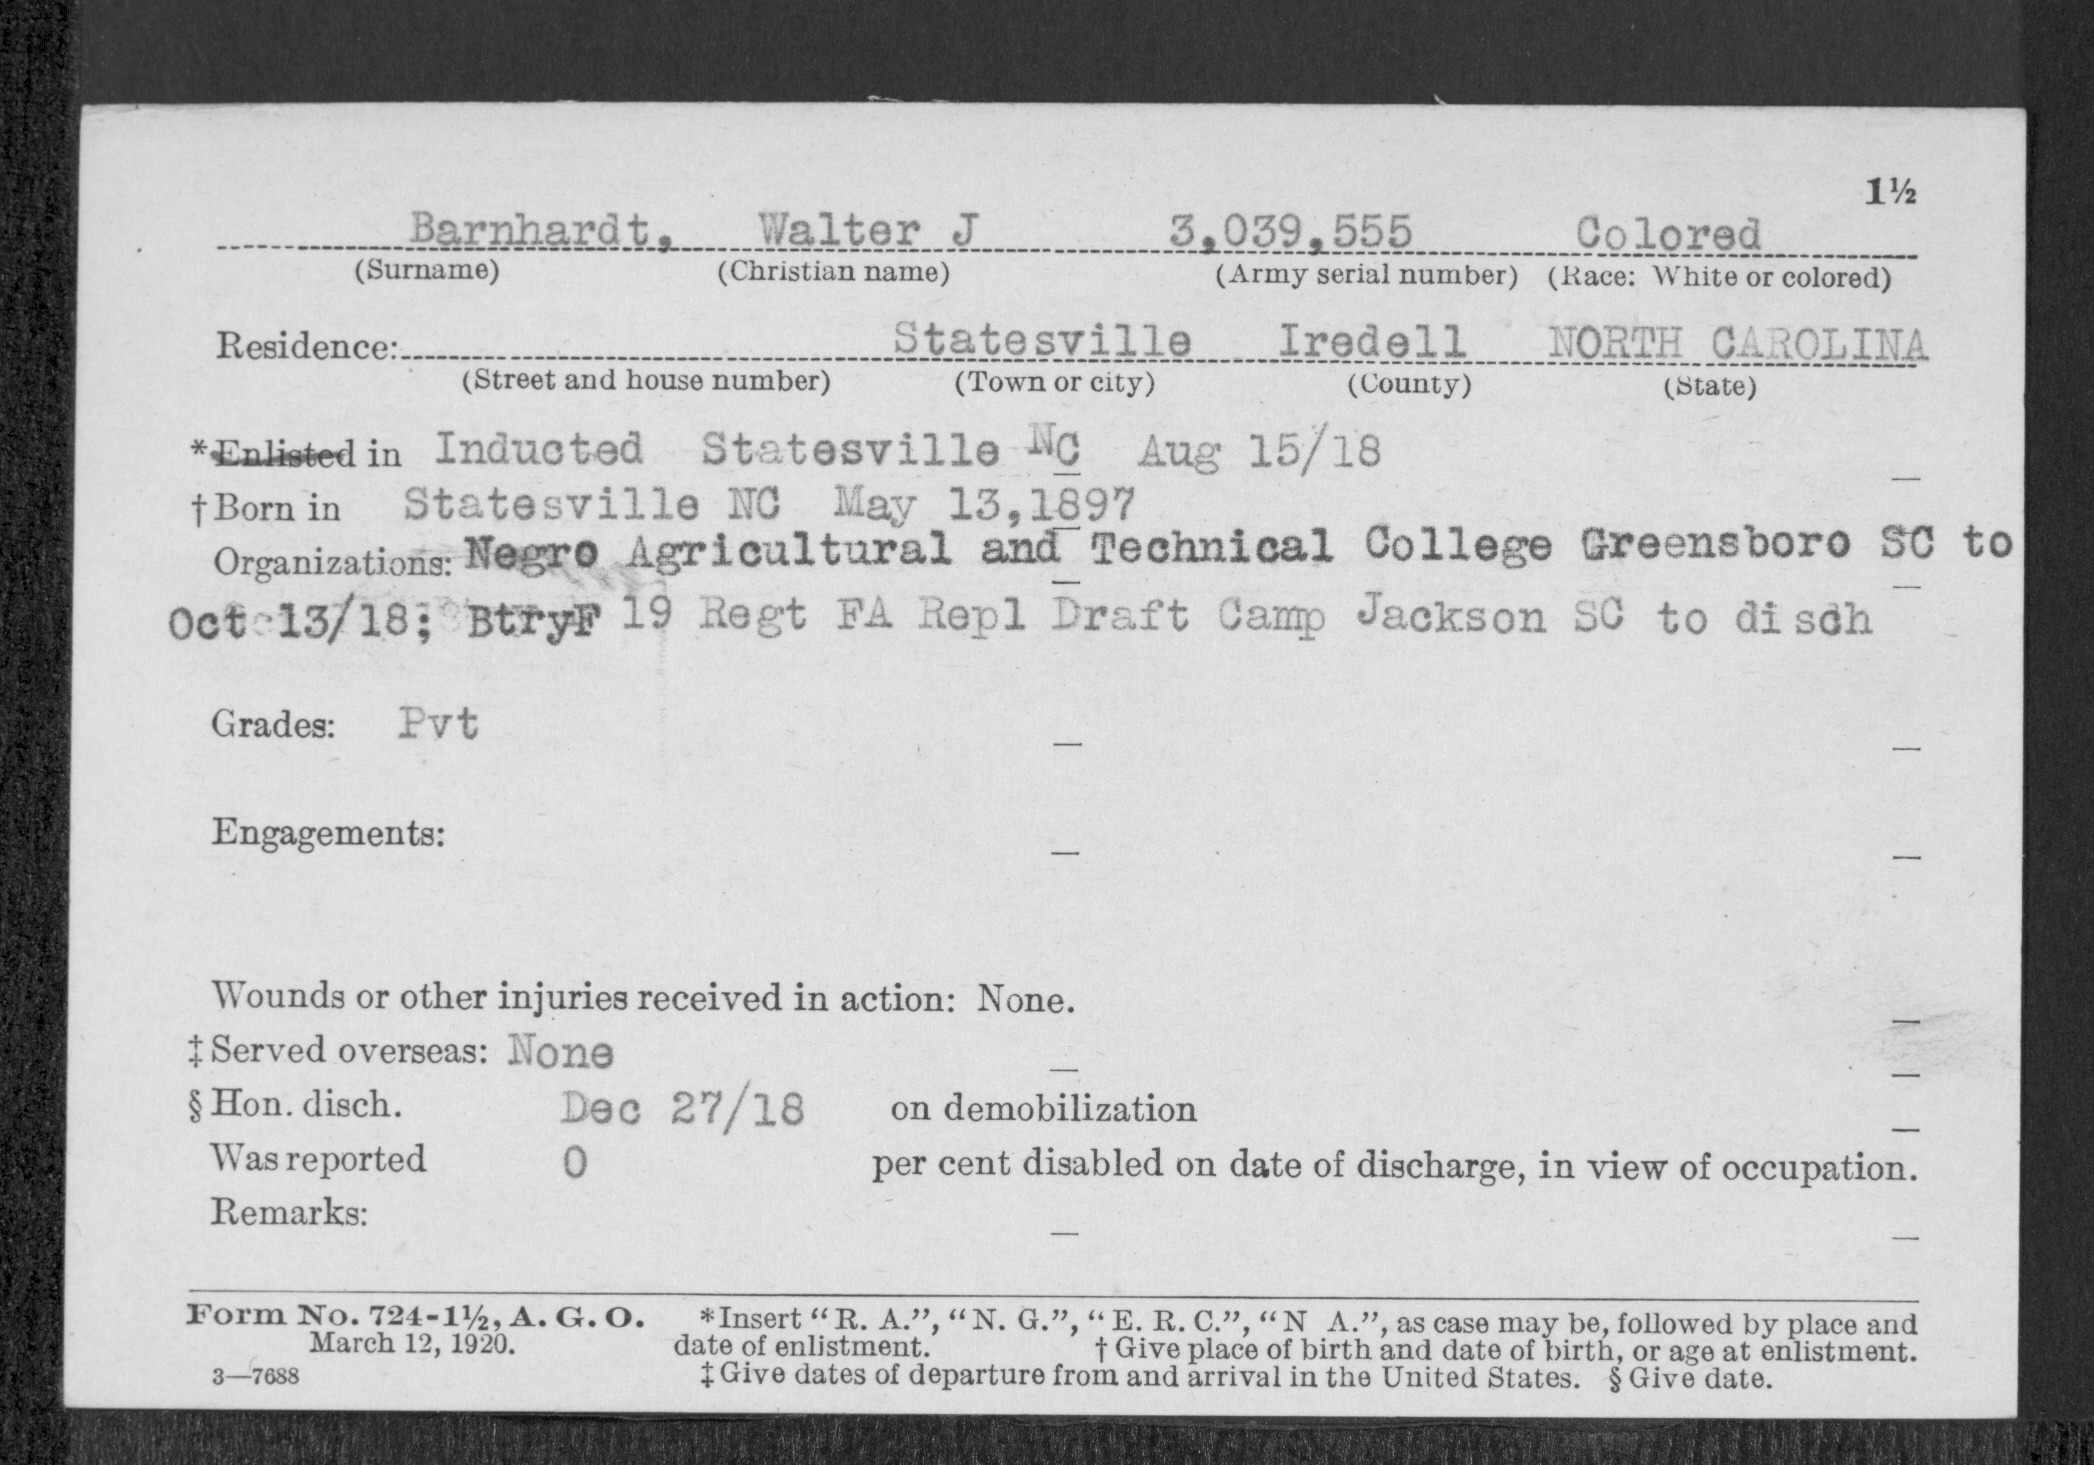 1½
Barnhardt, Walter J 3,039,555 Colored
(Surname) (Christian name) (Army serial number) (Race: White or colored)
Residence: Statesville Iredell NORTH CAROLINA
(Street and house number) (Town or city) (County) (State)
*Enlisted in Inducted Statesville NC Aug 15/18
†Born in Statesville NC May 13,1897
Organizations: Negro Agricultural and Technical College Greensboro SC to
Oct 13/18; BtryF 19 Regt FA Repl Draft Camp Jackson SC to disch
Grades: Pvt
Engagements:
Wounds or other injuries received in action: None.
‡Served overseas: None
§Hon. disch. Dec 27/18 on demobilization
Was reported 0 per cent disabled on date of discharge, in view of occupation.
Remarks:
Form No. 724-1½, A. G. O. *Insert "R. A.", "N. G.", "E. R. C.", "N A.", as case may be, followed by place and
March 12, 1920. date of enlistment. †Give place of birth and date of birth, or age at enlistment.
3—7688 ‡Give dates of departure from and arrival in the United States. §Give date.